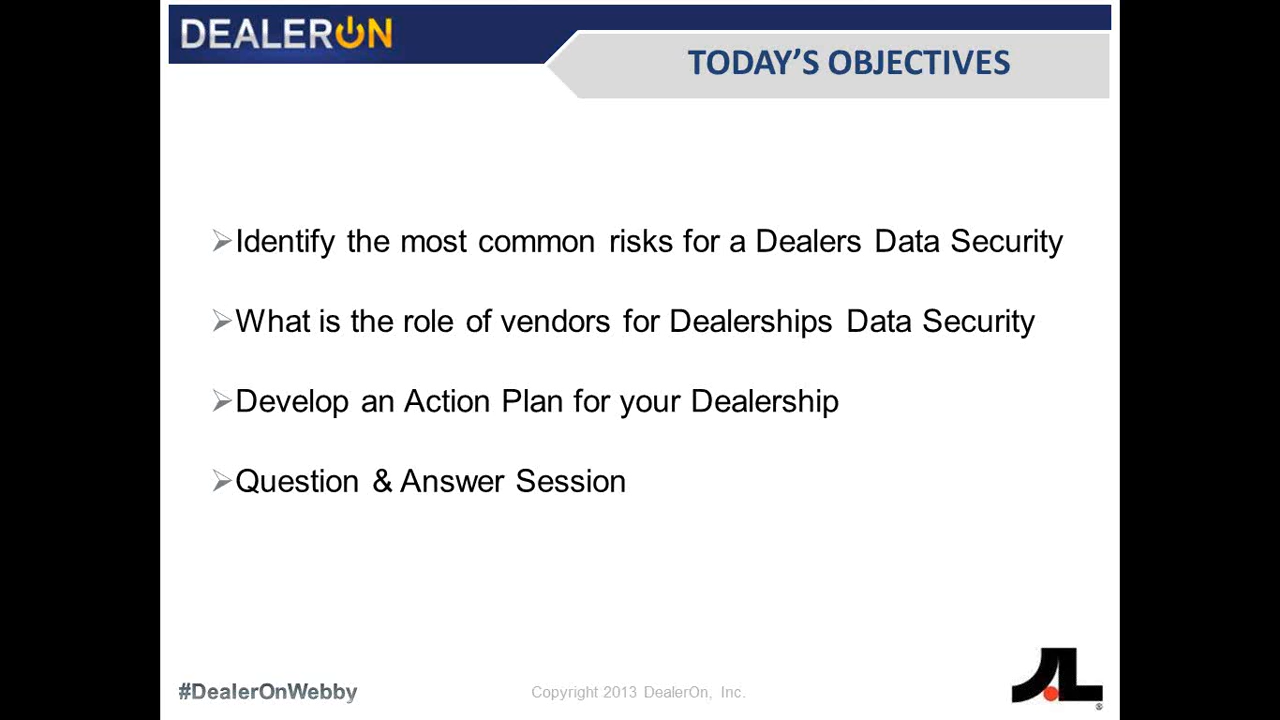 DEALERON
TODAY'S OBJECTIVES
Identify the most common risks for a Dealers Data Security
What is the role of vendors for Dealerships Data Security
Develop an Action Plan for your Dealership
Question & Answer Session
#DealerOnWebby
Copyright 2013 DealerOn, Inc.
JL
®